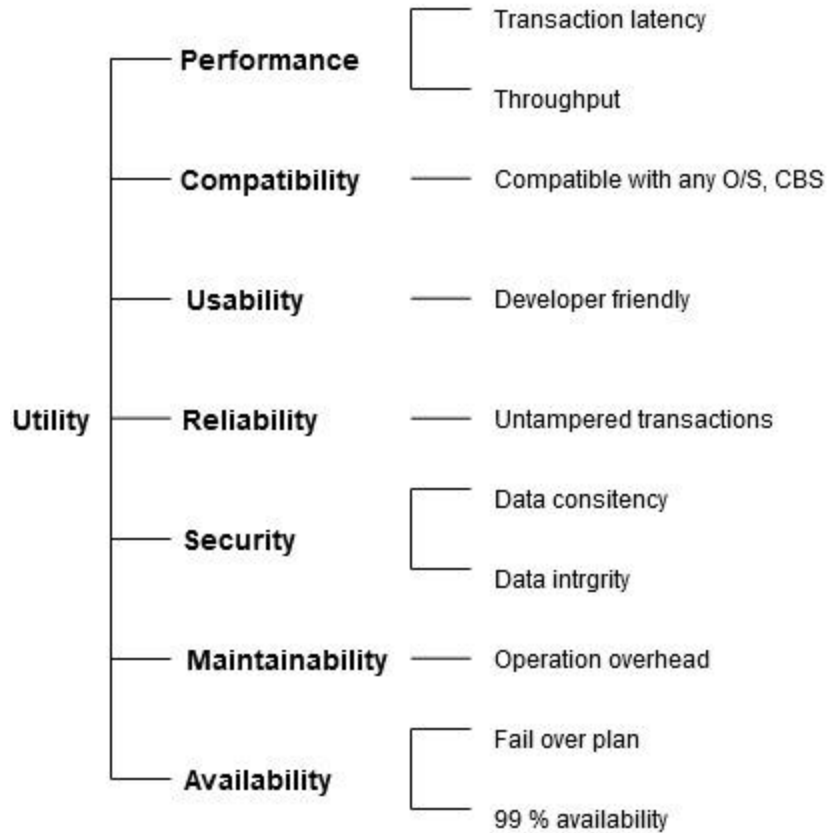 Transaction latency
Performance
Throughput
Compatibility
Compatible with any O/S, CBS
Usability
Developer friendly
Utility
Reliability
Untampered transactions
Data consitency
Security
Data intrgrity
Maintainability
Operation overhead
Fail over plan
Availability
99 % availability